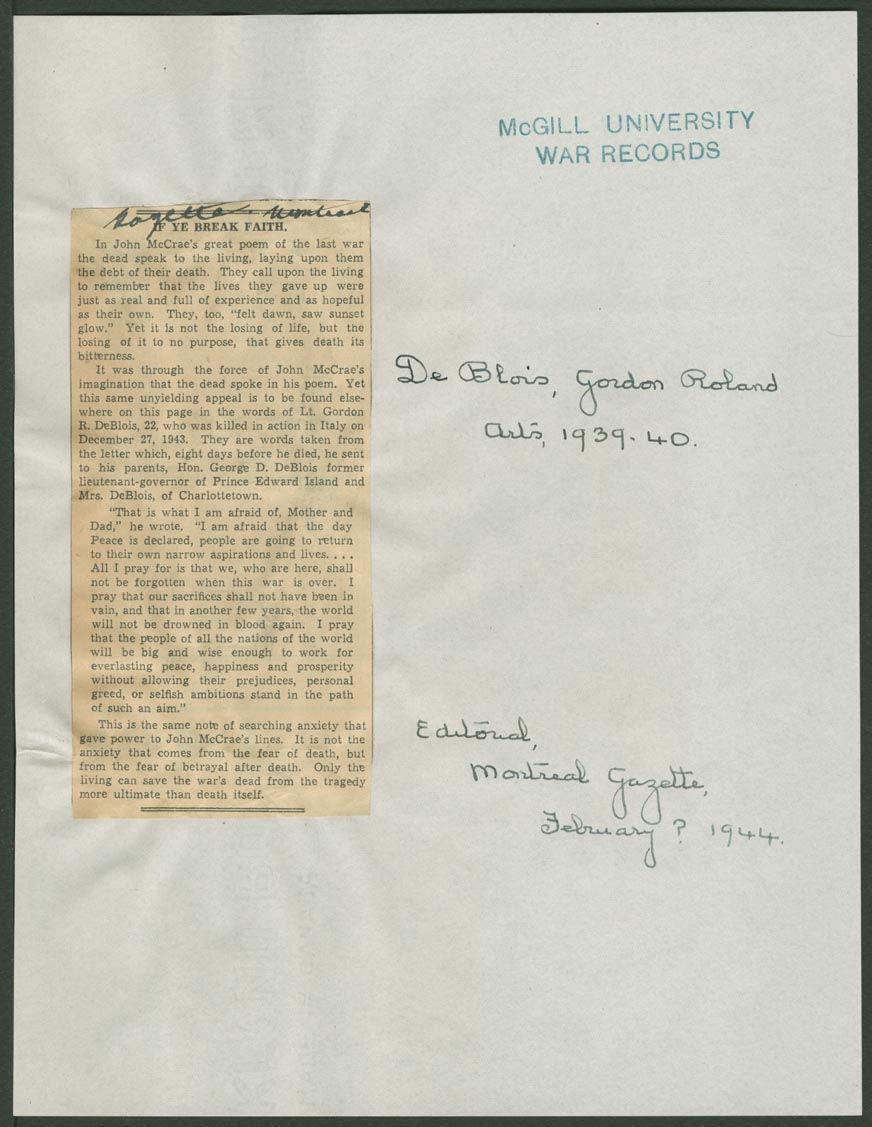 McGILL UNIVERSITY
WAR RECORDS
Gazette - Montreal
IF YE BREAK FAITH.
In John McCrae's great poem of the last war
the dead speak to the living, laying upon them
the debt of their death. They call upon the living
to remember that the lives they gave up were
just as real and full of experience and as hopeful
as their own. They, too, "felt dawn, saw sunset
glow." Yet it is not the losing of life, but the
losing of it to no purpose, that gives death its
bitterness.
It was through the force of John McCrae's
imagination that the dead spoke in his poem. Yet
this same unyielding appeal is to be found else-
where on this page in the words of Lt. Gordon
R. DeBlois, 22, who was killed in action in Italy on
December 27, 1943. They are words taken from
the letter which, eight days before he died, he sent
to his parents, Hon. George D. DeBlois former
lieutenant-governor of Prince Edward Island and
Mrs. DeBlois, of Charlottetown.
"That is what I am afraid of, Mother and
Dad," he wrote. "I am afraid that the day
Peace is declared, people are going to return
to their own narrow aspirations and lives. . . .
All I pray for is that we, who are here, shall
not be forgotten when this war is over. I
pray that our sacrifices shall not have been in
vain, and that in another few years, the world
will not be drowned in blood again. I pray
that the people of all the nations of the world
will be big and wise enough to work for
everlasting peace, happiness and prosperity
without allowing their prejudices, personal
greed, or selfish ambitions stand in the path
of such an aim."
This is the same note of searching anxiety that
gave power to John McCrae's lines. It is not the
anxiety that comes from the fear of death, but
from the fear of betrayal after death. Only the
living can save the war's dead from the tragedy
more ultimate than death itself.
De Blois, Gordon Roland
Arts, 1939-40.
Editorial,
Montreal Gazette,
February ? 1944.